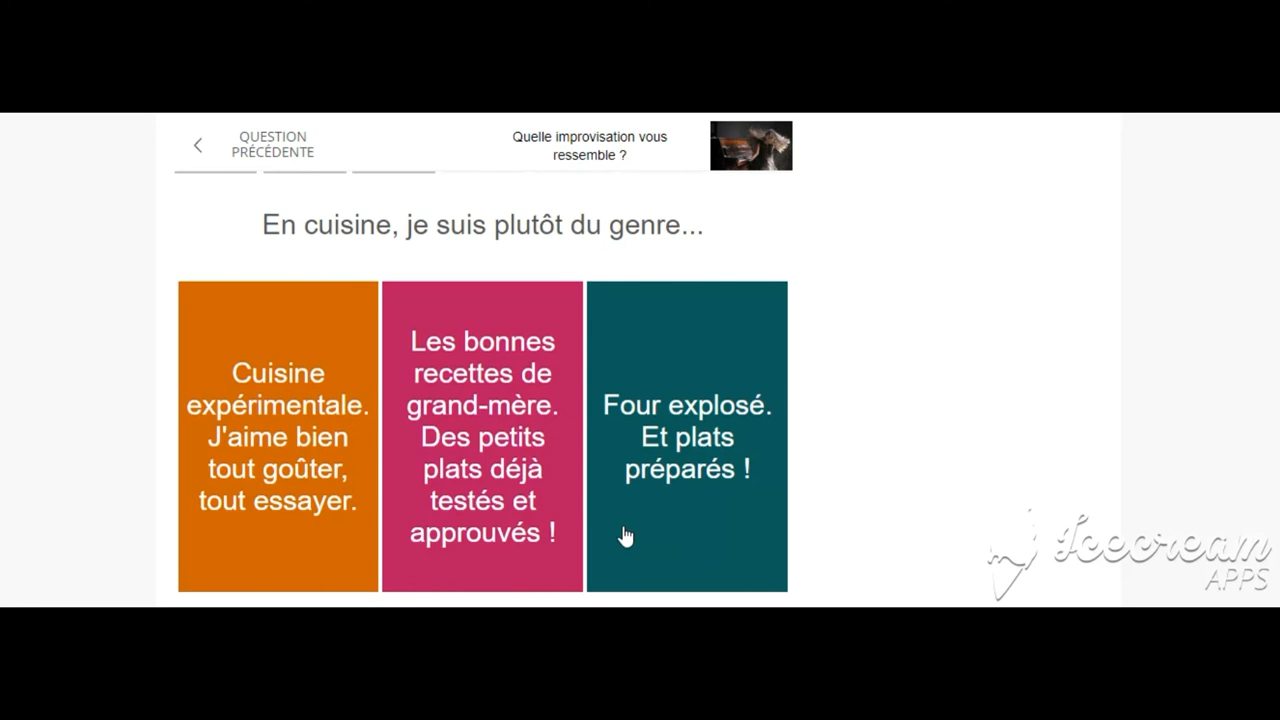 QUESTION
PRÉCÉDENTE
Quelle improvisation vous
ressemble ?
En cuisine, je suis plutôt du genre...
Cuisine
expérimentale.
J'aime bien
tout goûter,
tout essayer.
Les bonnes
recettes de
grand-mère.
Des petits
plats déjà
testés et
approuvés !
Four explosé.
Et plats
préparés !
Icecream
APPS